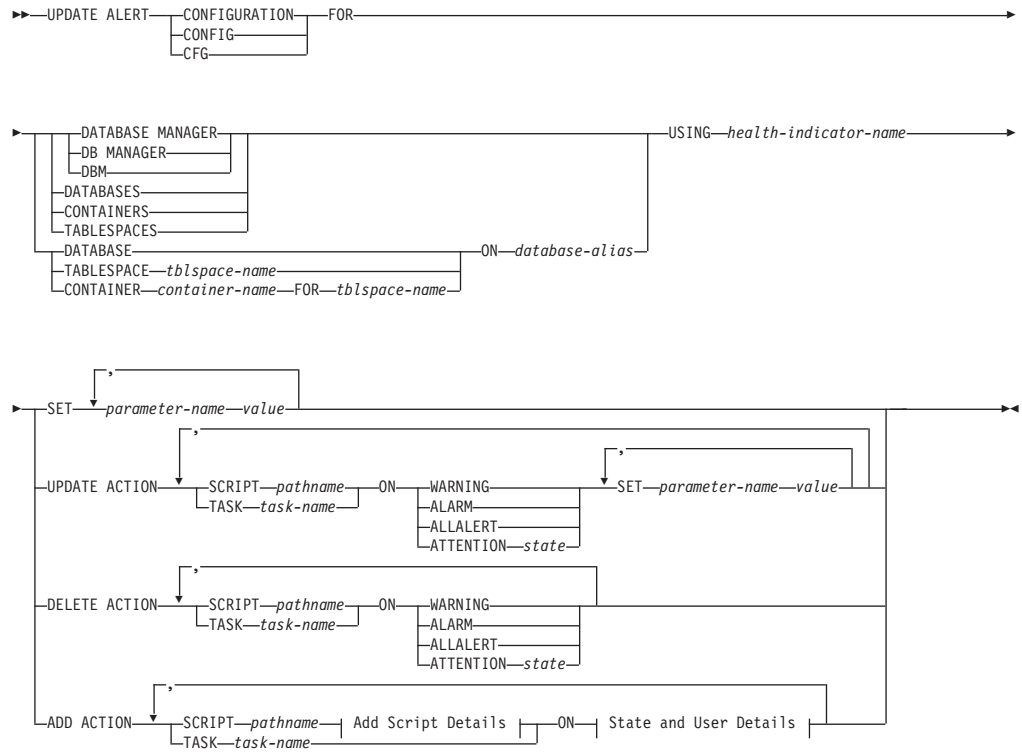 UPDATE ALERT CONFIGURATION FOR
CONFIG
CFG
DATABASE MANAGER USING health-indicator-name
DB MANAGER
DBM
DATABASES
CONTAINERS
TABLESPACES
DATABASE ON database-alias
TABLESPACE tblspace-name
CONTAINER container-name FOR tblspace-name
,
SET parameter-name value
,
,
UPDATE ACTION SCRIPT pathname ON WARNING SET parameter-name value
TASK task-name ALARM
ALLALERT
ATTENTION state
,
DELETE ACTION SCRIPT pathname ON WARNING
TASK task-name ALARM
ALLALERT
ATTENTION state
,
ADD ACTION SCRIPT pathname Add Script Details ON State and User Details
TASK task-name